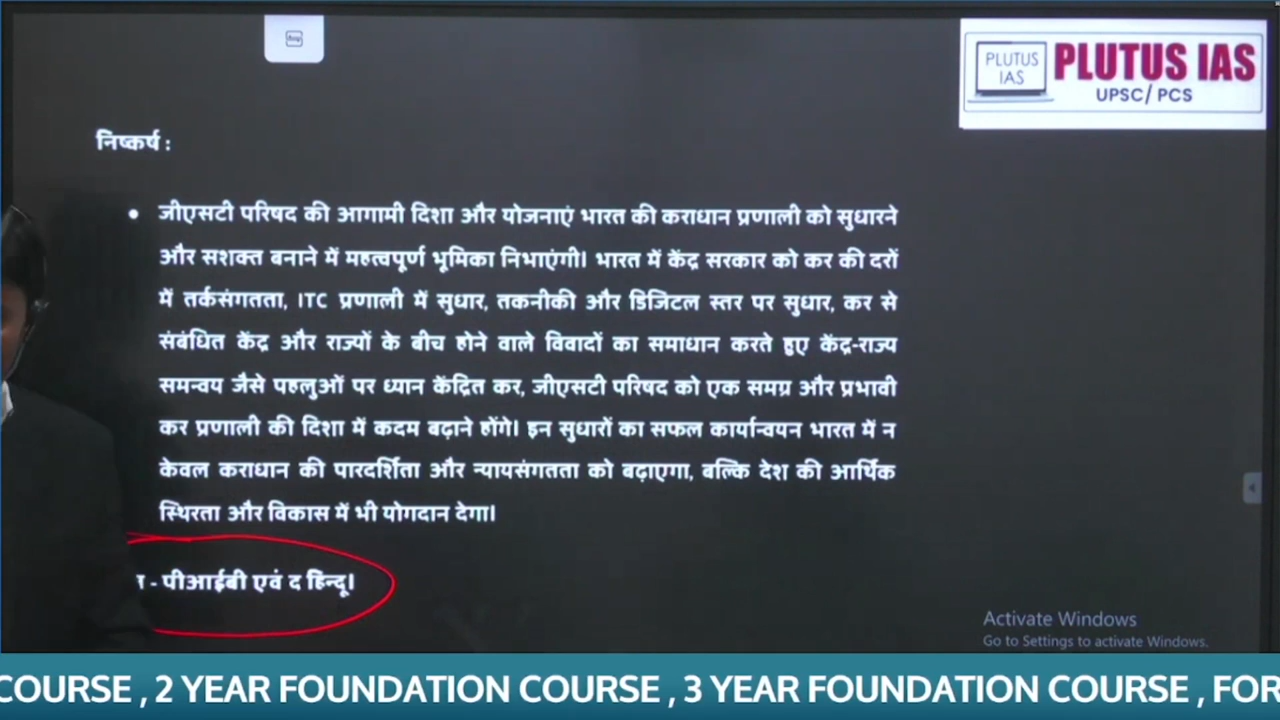 PLUTUS
IAS
PLUTUS IAS
UPSC/ PCS
निष्कर्ष :
• जीएसटी परिषद की आगामी दिशा और योजनाएं भारत की कराधान प्रणाली को सुधारने
और सशक्त बनाने में महत्वपूर्ण भूमिका निभाएंगी। भारत में केंद्र सरकार को कर की दरों
में तर्कसंगतता, ITC प्रणाली में सुधार, तकनीकी और डिजिटल स्तर पर सुधार, कर से
संबंधित केंद्र और राज्यों के बीच होने वाले विवादों का समाधान करते हुए केंद्र-राज्य
समन्वय जैसे पहलुओं पर ध्यान केंद्रित कर, जीएसटी परिषद को एक समग्र और प्रभावी
कर प्रणाली की दिशा में कदम बढ़ाने होंगे। इन सुधारों का सफल कार्यान्वयन भारत में न
केवल कराधान की पारदर्शिता और न्यायसंगतता को बढ़ाएगा, बल्कि देश की आर्थिक
स्थिरता और विकास में भी योगदान देगा।
- पीआईबी एवं द हिन्दू।
Activate Windows
Go to Settings to activate Windows.
COURSE , 2 YEAR FOUNDATION COURSE , 3 YEAR FOUNDATION COURSE , FOR